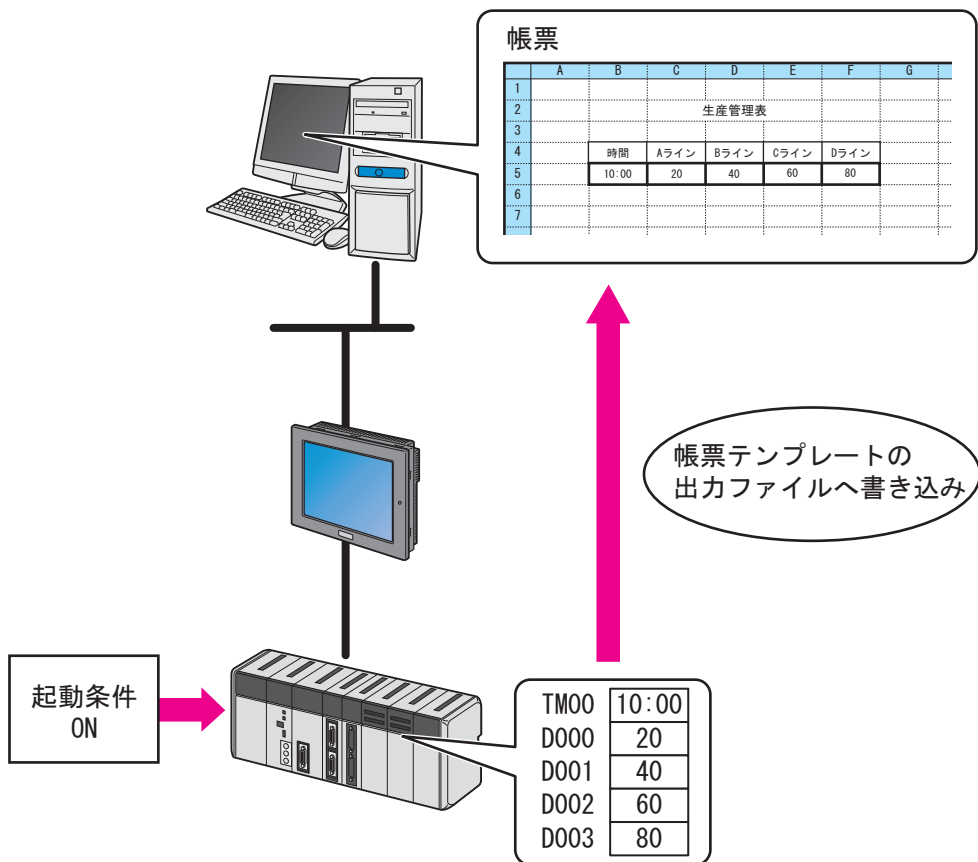 帳票
A B C D E F G
1
2 生産管理表
3
4 時間 Aライン Bライン Cライン Dライン
5 10:00 20 40 60 80
6
7
帳票テンプレートの
出力ファイルへ書き込み
起動条件
ON
TM00 10:00
D000 20
D001 40
D002 60
D003 80